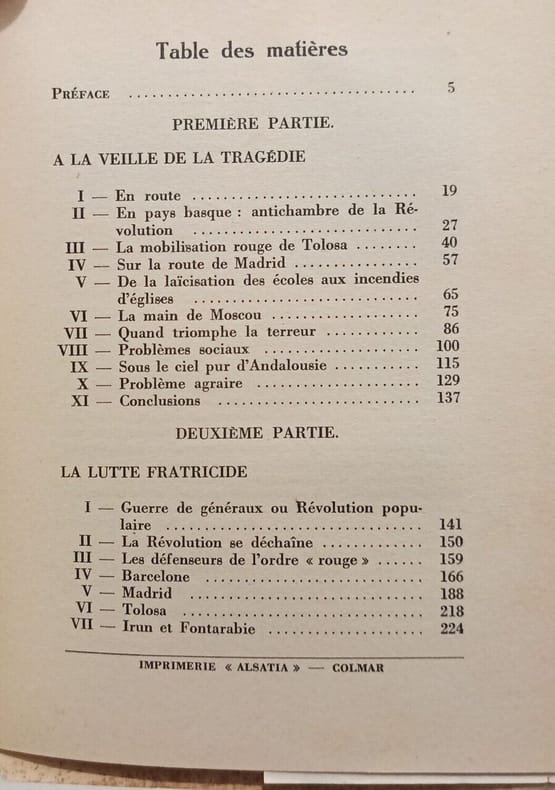 Table des matières
PRÉFACE ........................................ 5
PREMIÈRE PARTIE.
A LA VEILLE DE LA TRAGÉDIE
I — En route .............................. 19
II — En pays basque : antichambre de la Ré-
volution .......................... 27
III — La mobilisation rouge de Tolosa ........ 40
IV — Sur la route de Madrid ................ 57
V — De la laïcisation des écoles aux incendies
d'églises .......................... 65
VI — La main de Moscou .................... 75
VII — Quand triomphe la terreur ............ 86
VIII — Problèmes sociaux .................... 100
IX — Sous le ciel pur d'Andalousie ........... 115
X — Problème agraire ..................... 129
XI — Conclusions .......................... 137
DEUXIÈME PARTIE.
LA LUTTE FRATRICIDE
I — Guerre de généraux ou Révolution popu-
laire ................................. 141
II — La Révolution se déchaîne ............. 150
III — Les défenseurs de l'ordre « rouge » ...... 159
IV — Barcelone ............................ 166
V — Madrid .............................. 188
VI — Tolosa ............................... 218
VII — Irun et Fontarabie .................... 224
IMPRIMERIE « ALSATIA » — COLMAR